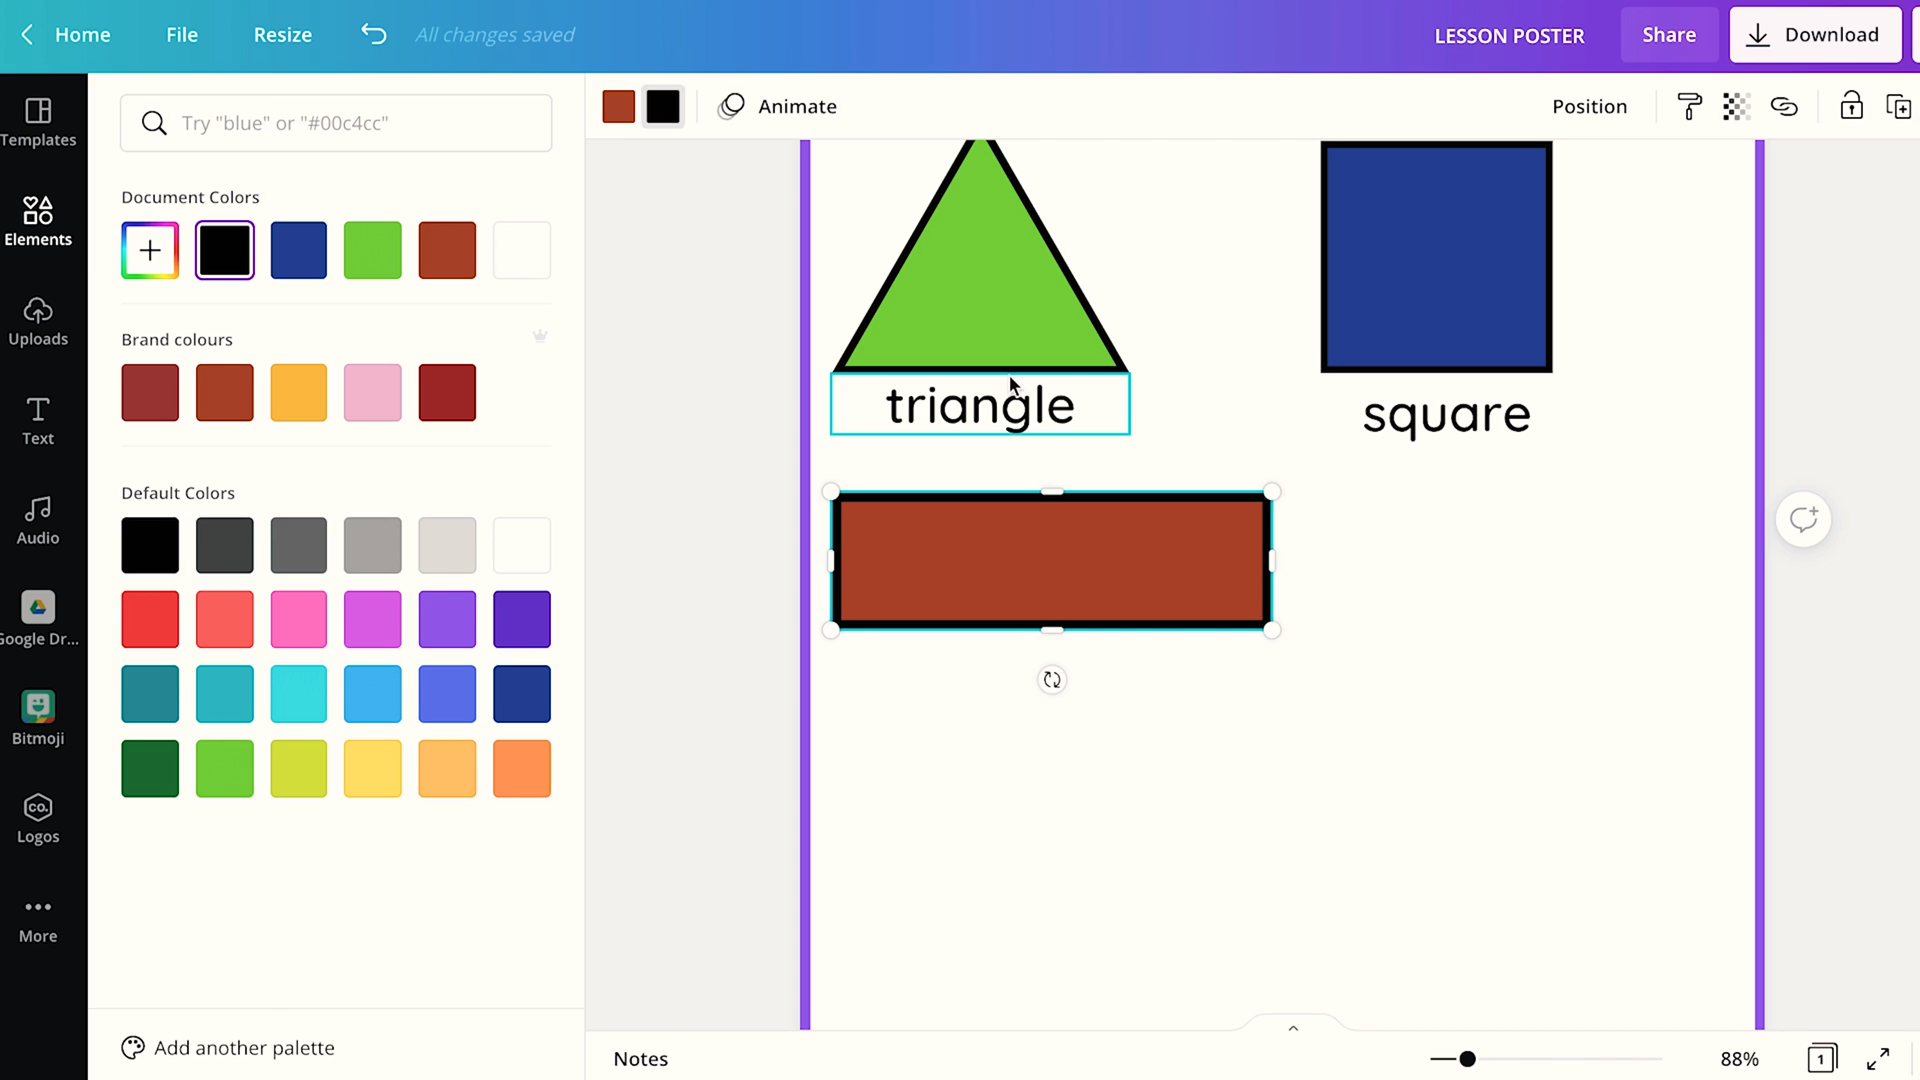 Home File Resize All changes saved LESSON POSTER Share Download
Templates
Elements
Uploads
Text
Audio
Google Dr...
Bitmoji
CO.
Logos
More
Try "blue" or "#00c4cc"
Document Colors
Brand colours
Default Colors
Add another palette
Animate Position
triangle
square
Notes 88% 1